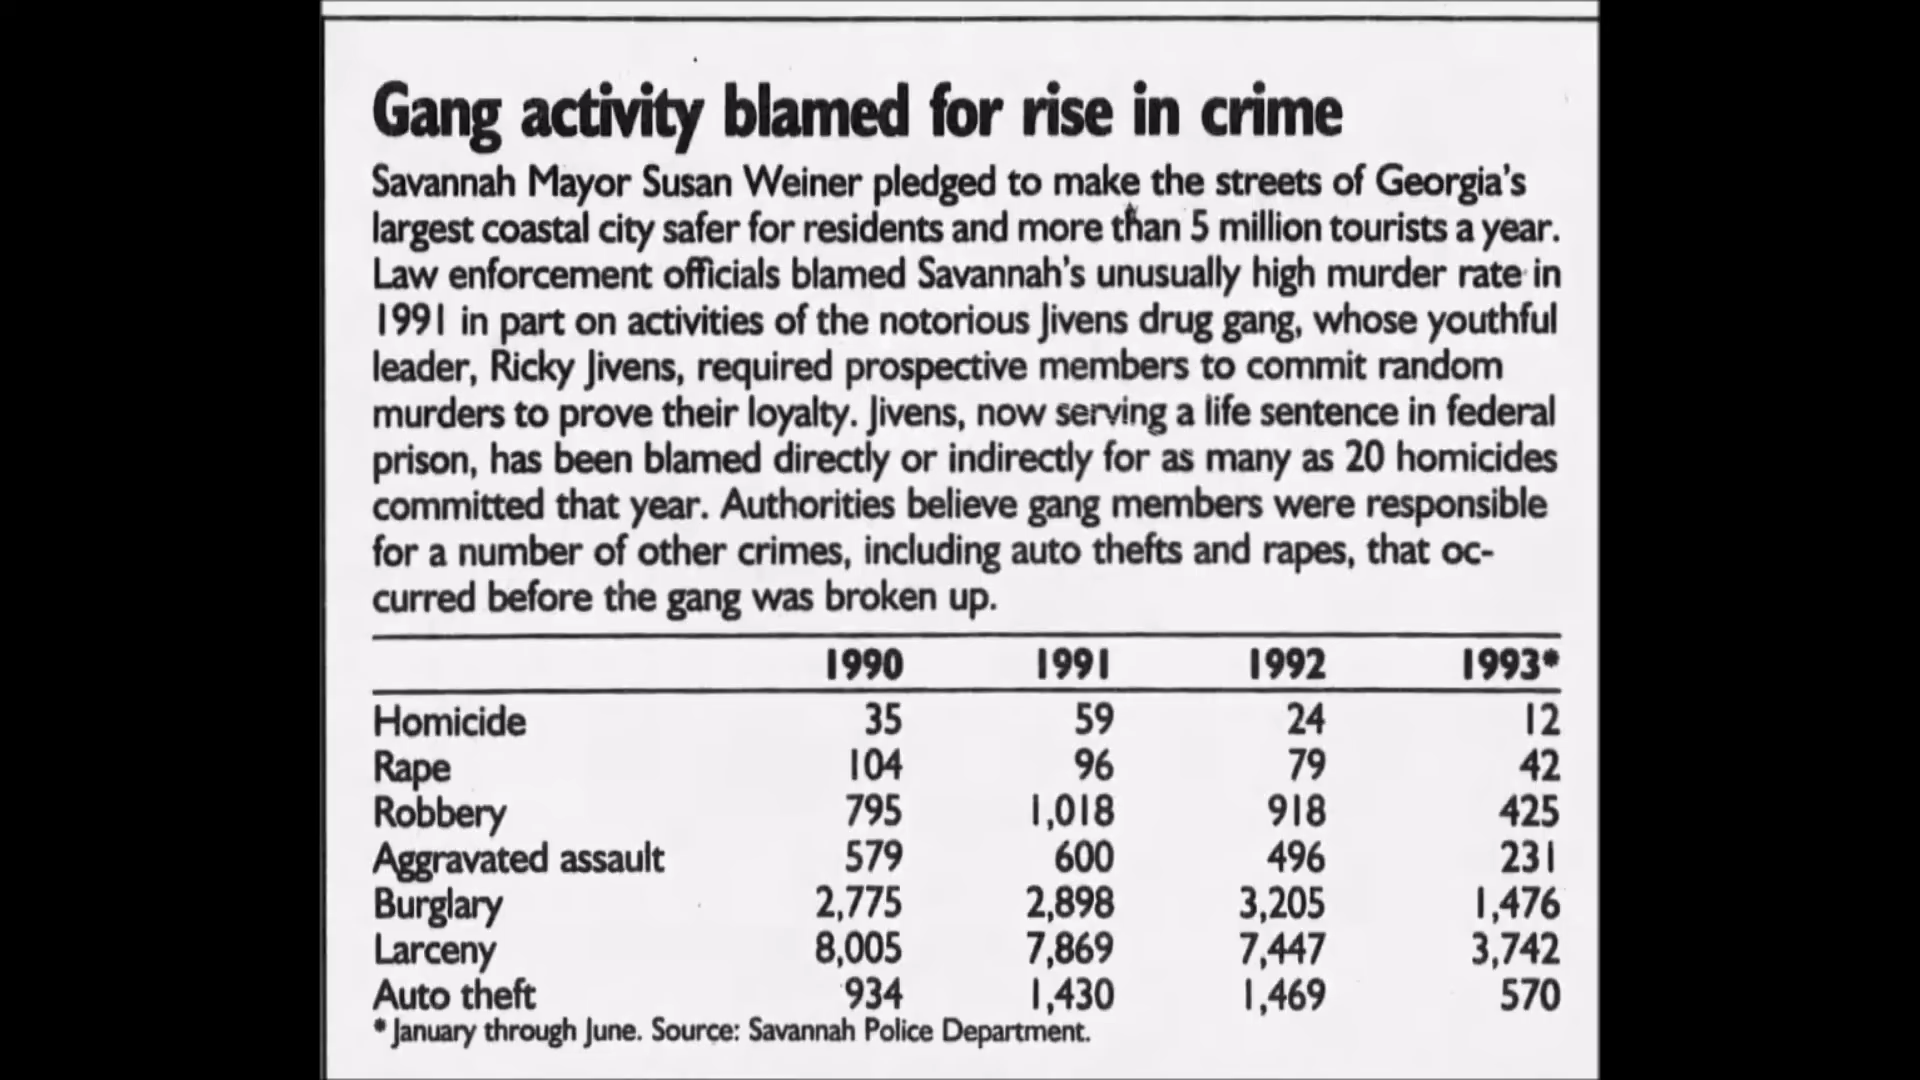 Gang activity blamed for rise in crime
Savannah Mayor Susan Weiner pledged to make the streets of Georgia's
largest coastal city safer for residents and more than 5 million tourists a year.
Law enforcement officials blamed Savannah's unusually high murder rate in
1991 in part on activities of the notorious Jivens drug gang, whose youthful
leader, Ricky Jivens, required prospective members to commit random
murders to prove their loyalty. Jivens, now serving a life sentence in federal
prison, has been blamed directly or indirectly for as many as 20 homicides
committed that year. Authorities believe gang members were responsible
for a number of other crimes, including auto thefts and rapes, that oc-
curred before the gang was broken up.
1990 1991 1992 1993*
Homicide 35 59 24 12
Rape 104 96 79 42
Robbery 795 1,018 918 425
Aggravated assault 579 600 496 231
Burglary 2,775 2,898 3,205 1,476
Larceny 8,005 7,869 7,447 3,742
Auto theft 934 1,430 1,469 570
* January through June. Source: Savannah Police Department.